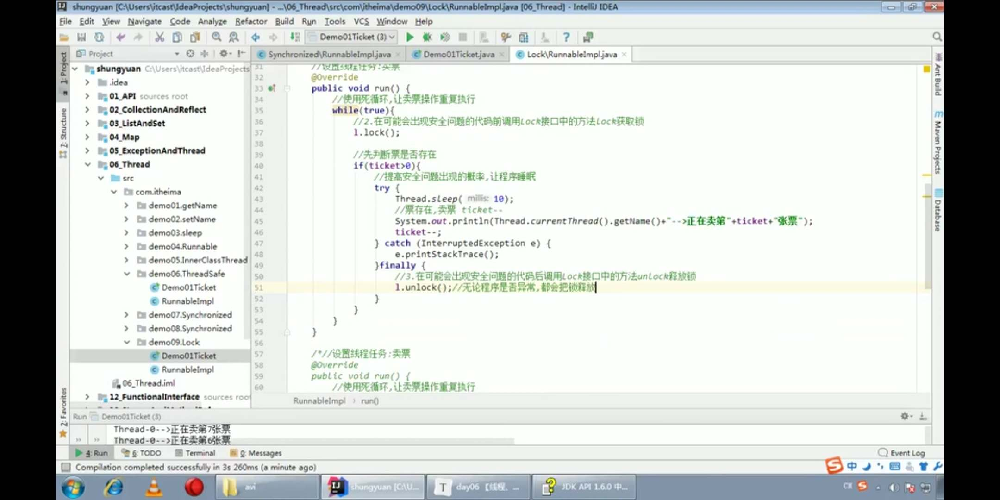 shungyuan [C:\Users\itcast\IdeaProjects\shungyuan] - ...\06_Thread\src\com\itheima\demo09\Lock\RunnableImpl.java [06_Thread] - IntelliJ IDEA
File Edit View Navigate Code Analyze Refactor Build Run Tools VCS Window Help
Demo01Ticket (3)
Project
Synchronized\RunnableImpl.java
Demo01Ticket.java
Lock\RunnableImpl.java
1: Project
7: Structure
2: Favorites
Ant Build
Maven Projects
Database
shungyuan C:\Users\itcast\IdeaProjects
.idea
01_API sources root
02_CollectionAndReflect
03_ListAndSet
04_Map
05_ExceptionAndThread
06_Thread
src
com.itheima
demo01.getName
demo02.setName
demo03.sleep
demo04.Runnable
demo05.InnerClassThread
demo06.ThreadSafe
Demo01Ticket
RunnableImpl
demo07.Synchronized
demo08.Synchronized
demo09.Lock
Demo01Ticket
RunnableImpl
06_Thread.iml
12_FunctionalInterface sources root
31 //设置线程任务:卖票
32 @Override
33 public void run() {
34 //使用死循环,让卖票操作重复执行
35 while(true){
36 //2.在可能会出现安全问题的代码前调用Lock接口中的方法Lock获取锁
37 l.lock();
38
39 //先判断票是否存在
40 if(ticket>0){
41 //提高安全问题出现的概率,让程序睡眠
42 try {
43 Thread.sleep( millis: 10);
44 //票存在,卖票 ticket--
45 System.out.println(Thread.currentThread().getName()+"-->正在卖第"+ticket+"张票");
46 ticket--;
47 } catch (InterruptedException e) {
48 e.printStackTrace();
49 }finally {
50 //3.在可能会出现安全问题的代码后调用Lock接口中的方法unLock释放锁
51 l.unlock();//无论程序是否异常,都会把锁释放
52 }
53 }
54 }
55 }
56
57 /*//设置线程任务:卖票
58 @Override
59 public void run() {
60 //使用死循环,让卖票操作重复执行
RunnableImpl › run()
Run Demo01Ticket (3)
Thread-0-->正在卖第7张票
Thread-0-->正在卖第6张票
4: Run 6: TODO Terminal 0: Messages Event Log
Compilation completed successfully in 3s 260ms (a minute ago)
中
avi
shungyuan [C:\U...
day06 【线程、...
JDK API 1.6.0 中...
CH